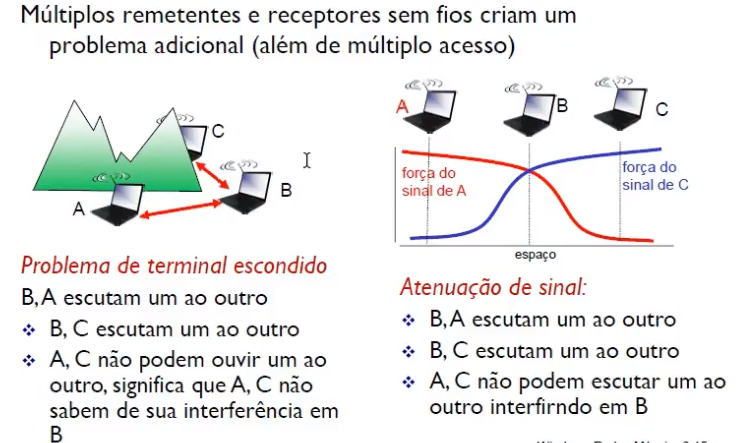 Múltiplos remetentes e receptores sem fios criam um
problema adicional (além de múltiplo acesso)
C
B
A
Problema de terminal escondido
B, A escutam um ao outro
❖ B, C escutam um ao outro
❖ A, C não podem ouvir um ao
outro, significa que A, C não
sabem de sua interferência em
B
A
B
C
força do
sinal de A
força do
sinal de C
espaço
Atenuação de sinal:
❖ B, A escutam um ao outro
❖ B, C escutam um ao outro
❖ A, C não podem escutar um ao
outro interfirndo em B